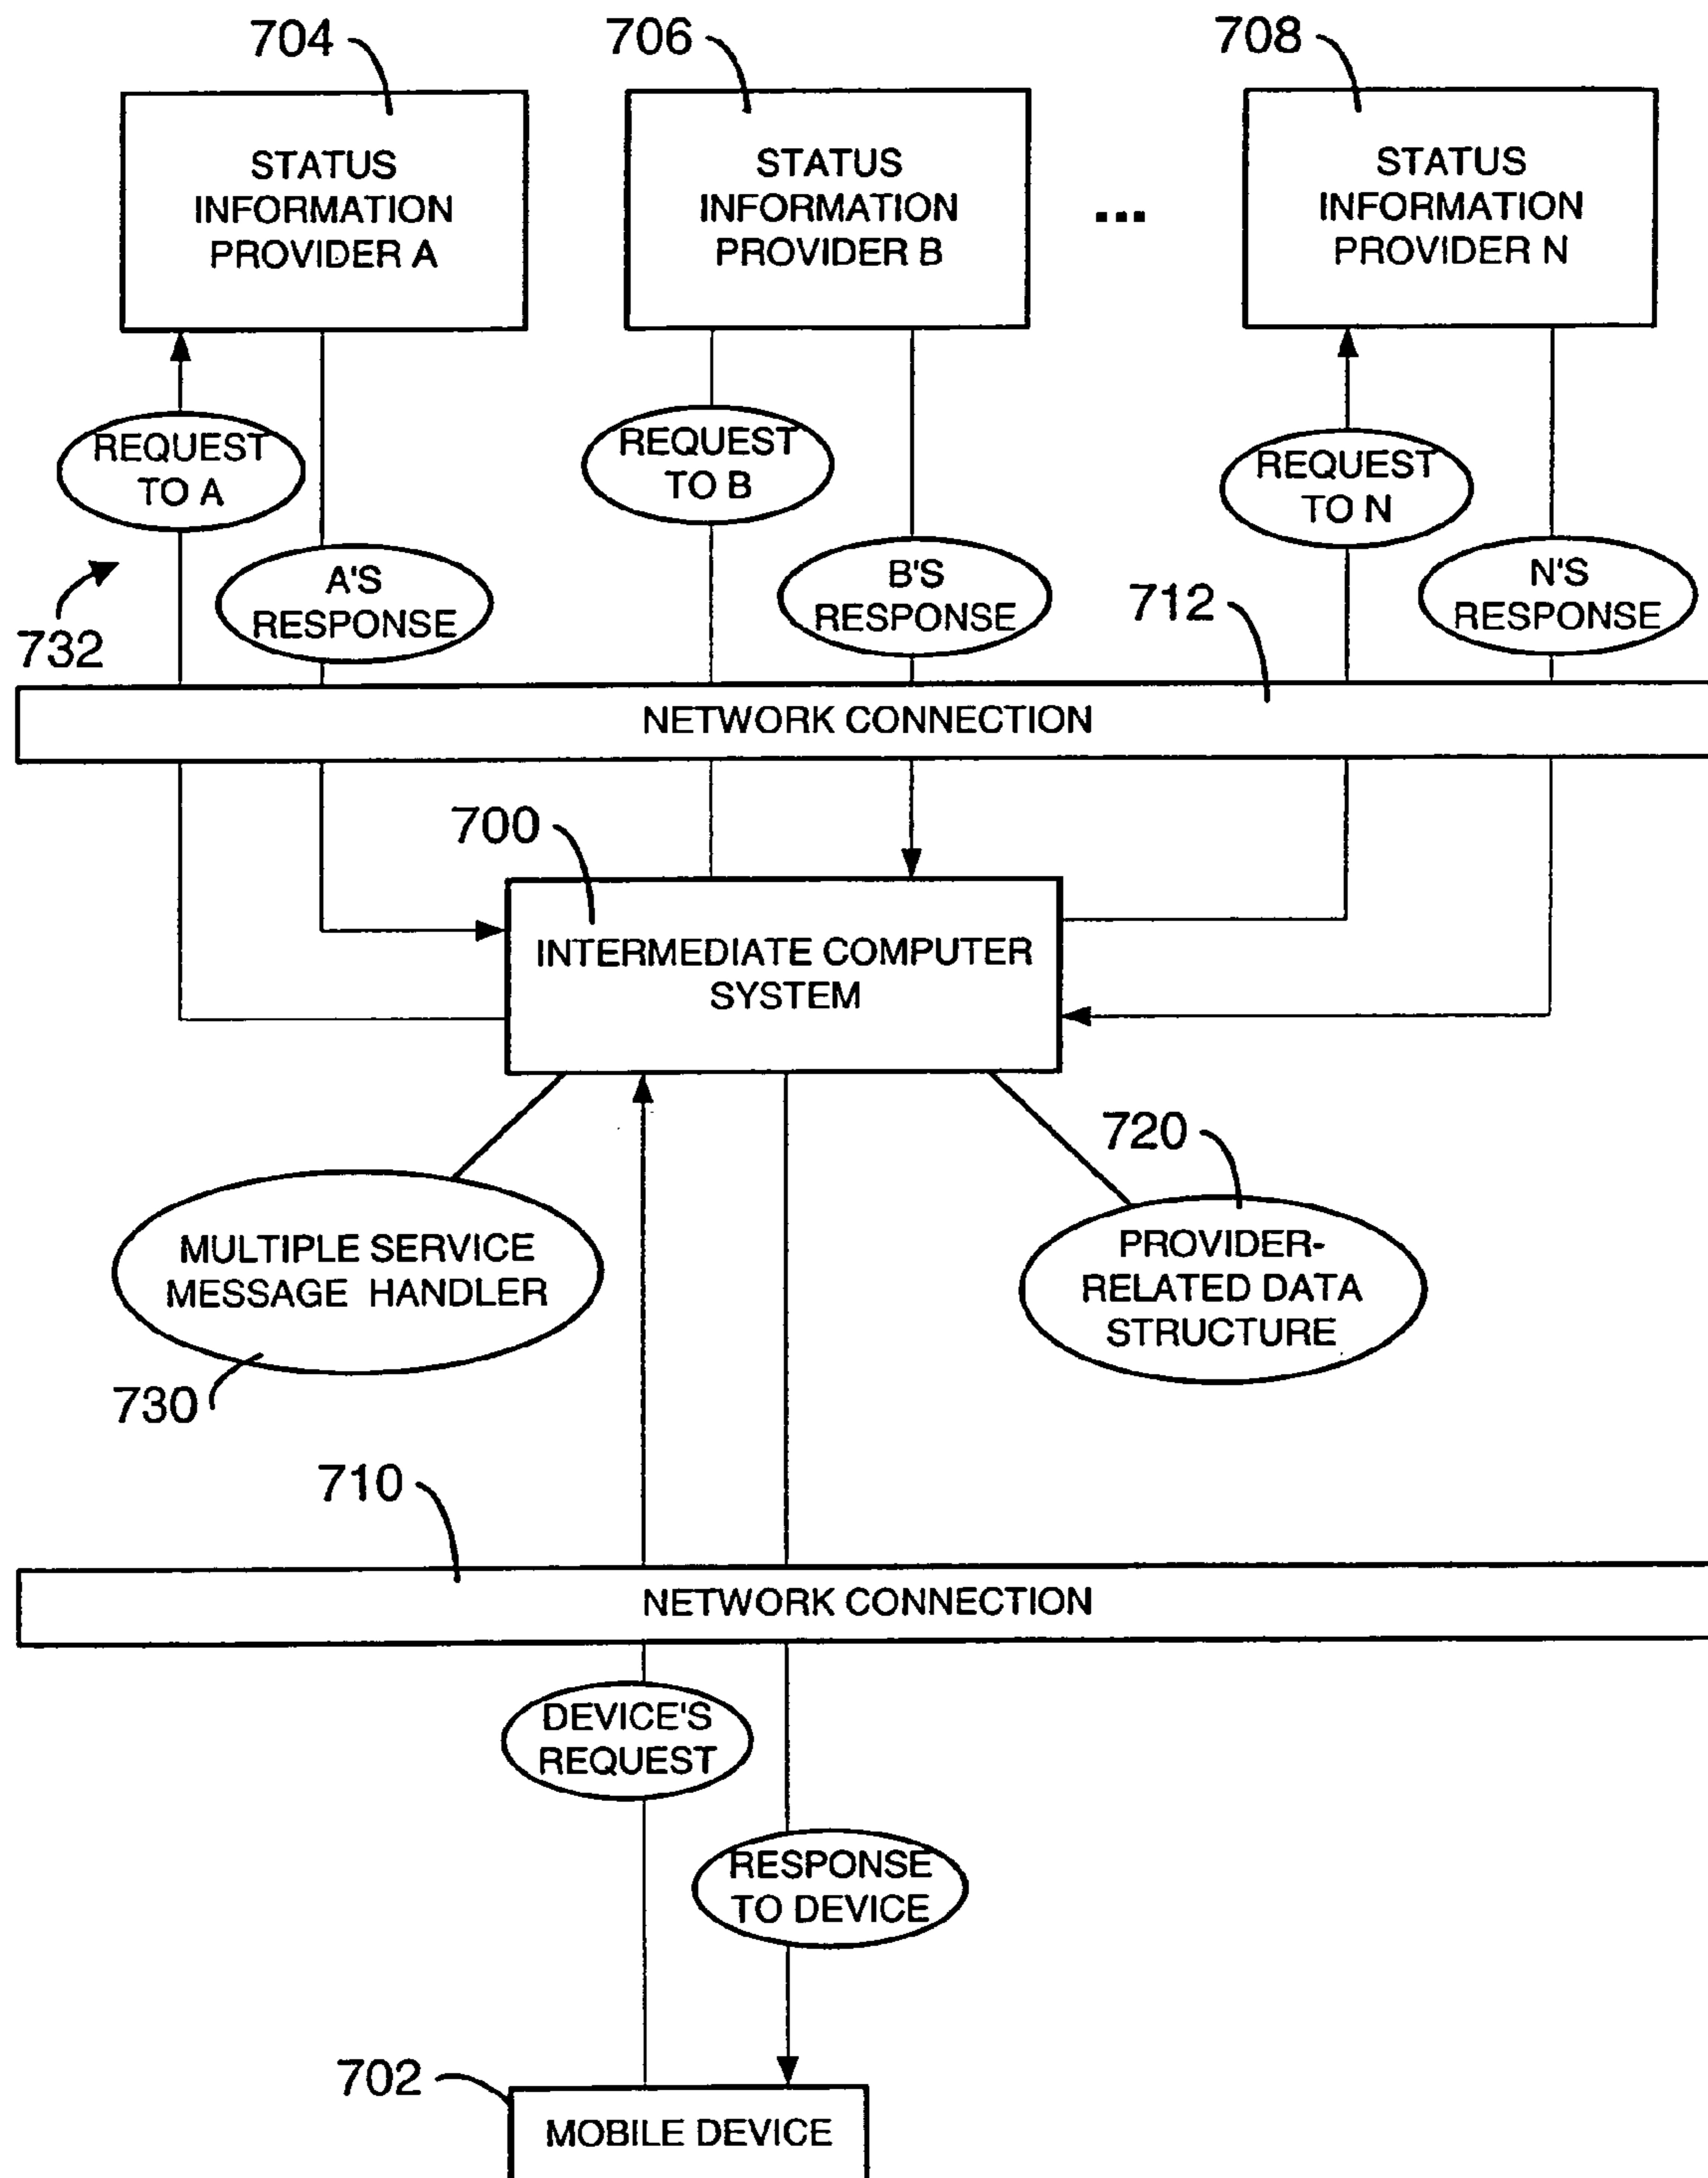 704
706
708
STATUS
INFORMATION
PROVIDER A
STATUS
INFORMATION
PROVIDER B
...
STATUS
INFORMATION
PROVIDER N
REQUEST
TO A
REQUEST
TO B
REQUEST
TO N
A'S
RESPONSE
B'S
RESPONSE
N'S
RESPONSE
732
712
NETWORK CONNECTION
700
INTERMEDIATE COMPUTER
SYSTEM
720
MULTIPLE SERVICE
MESSAGE HANDLER
PROVIDER-
RELATED DATA
STRUCTURE
730
710
NETWORK CONNECTION
DEVICE'S
REQUEST
RESPONSE
TO DEVICE
702
MOBILE DEVICE